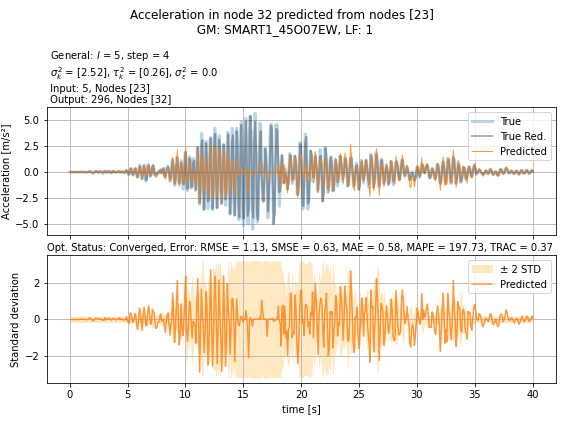 Acceleration in node 32 predicted from nodes [23]
GM: SMART1_45O07EW, LF: 1
General: l = 5, step = 4
σ²ₖ = [2.52], τ²ₖ = [0.26], σ²ε = 0.0
Input: 5, Nodes [23]
Output: 296, Nodes [32]
Acceleration [m/s²]
5.0
2.5
0.0
−2.5
−5.0
True
True Red.
Predicted
Opt. Status: Converged, Error: RMSE = 1.13, SMSE = 0.63, MAE = 0.58, MAPE = 197.73, TRAC = 0.37
Standard deviation
2
0
−2
± 2 STD
Predicted
0 5 10 15 20 25 30 35 40
time [s]